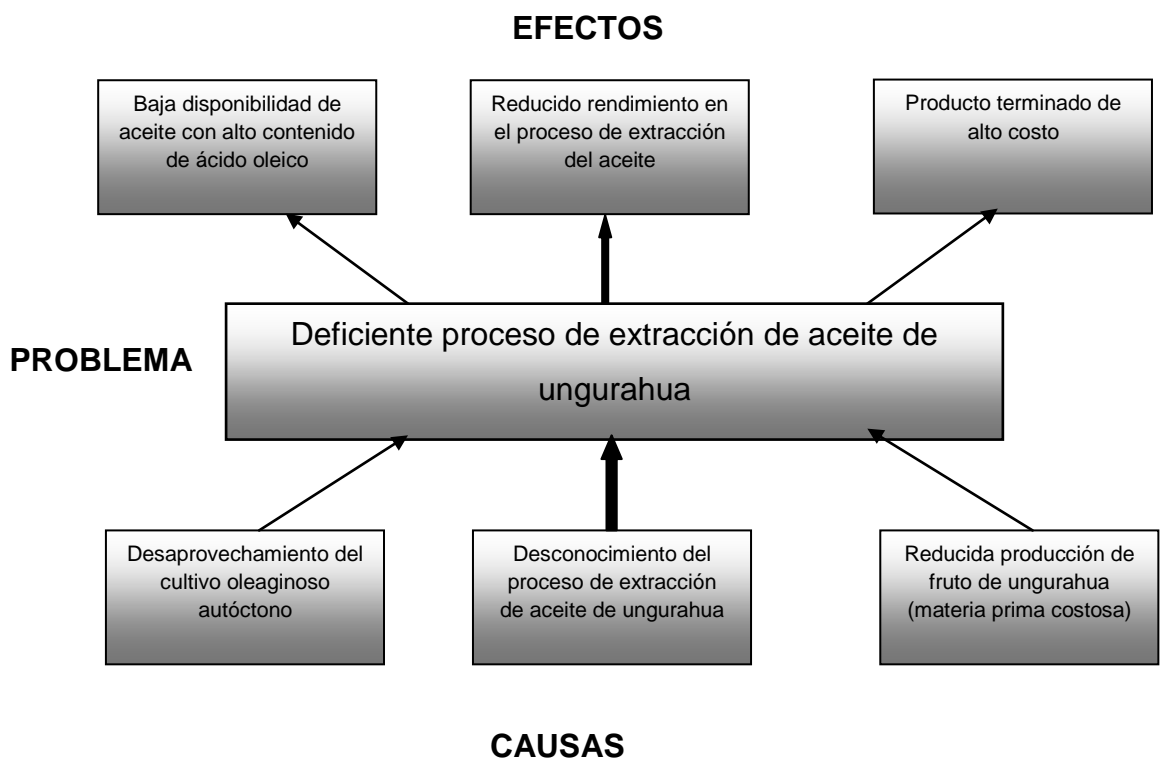 EFECTOS
Baja disponibilidad de
aceite con alto contenido
de ácido oleico
Reducido rendimiento en
el proceso de extracción
del aceite
Producto terminado de
alto costo
PROBLEMA
Deficiente proceso de extracción de aceite de
ungurahua
Desaprovechamiento del
cultivo oleaginoso
autóctono
Desconocimiento del
proceso de extracción
de aceite de ungurahua
Reducida producción de
fruto de ungurahua
(materia prima costosa)
CAUSAS